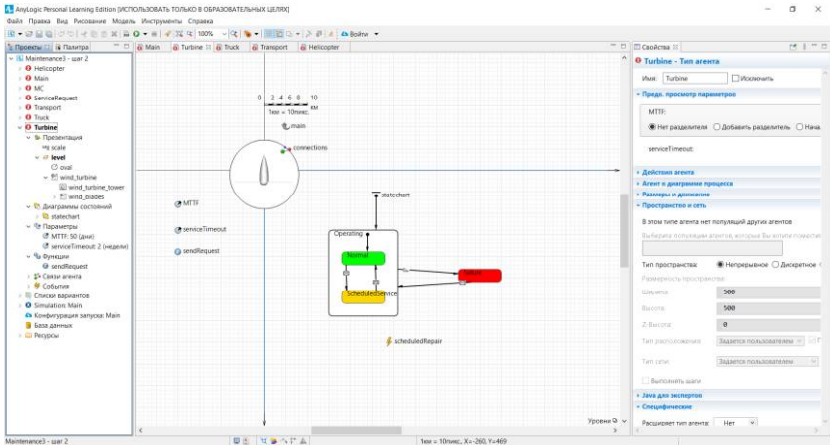 AnyLogic Personal Learning Edition [ИСПОЛЬЗОВАТЬ ТОЛЬКО В ОБРАЗОВАТЕЛЬНЫХ ЦЕЛЯХ]
Файл Правка Вид Рисование Модель Инструменты Справка
100%
Войти
Проекты
Палитра
Main
Turbine
Truck
Transport
Helicopter
Maintenance3 - шаг 2
Helicopter
Main
MC
ServiceRequest
Transport
Truck
Turbine
Презентация
scale
level
oval
wind_turbine
wind_turbine_tower
wind_blades
Диаграммы состояний
statechart
Параметры
MTTF: 50 (дни)
serviceTimeout: 2 (недели)
Функции
sendRequest
Связи агента
События
Списки вариантов
Simulation: Main
Конфигурация запуска: Main
База данных
Ресурсы
0 2 4 6 8 10
км
1км = 10пикс.
main
connections
MTTF
serviceTimeout
sendRequest
statechart
Operating
Normal
ScheduledService
scheduledRepair
Уровни
Свойства
Turbine - Тип агента
Имя: Turbine Исключить
Предв. просмотр параметров
MTTF:
Нет разделителя Добавить разделитель
serviceTimeout:
Действия агента
Агент в диаграмме процесса
Размеры и движение
Пространство и сеть
В этом типе агента нет популяций других агентов
Тип пространства: Непрерывное Дискретное
Размерность пространства:
Ширина: 500
Высота: 500
Z-Высота: 0
Тип расположения: Задается пользователем
Тип сети: Задается пользователем
Выполнять шаги
Java для экспертов
Специфические
Расширяет тип агента: Нет
Maintenance3 - шаг 2
1км = 10пикс, X=-260, Y=469